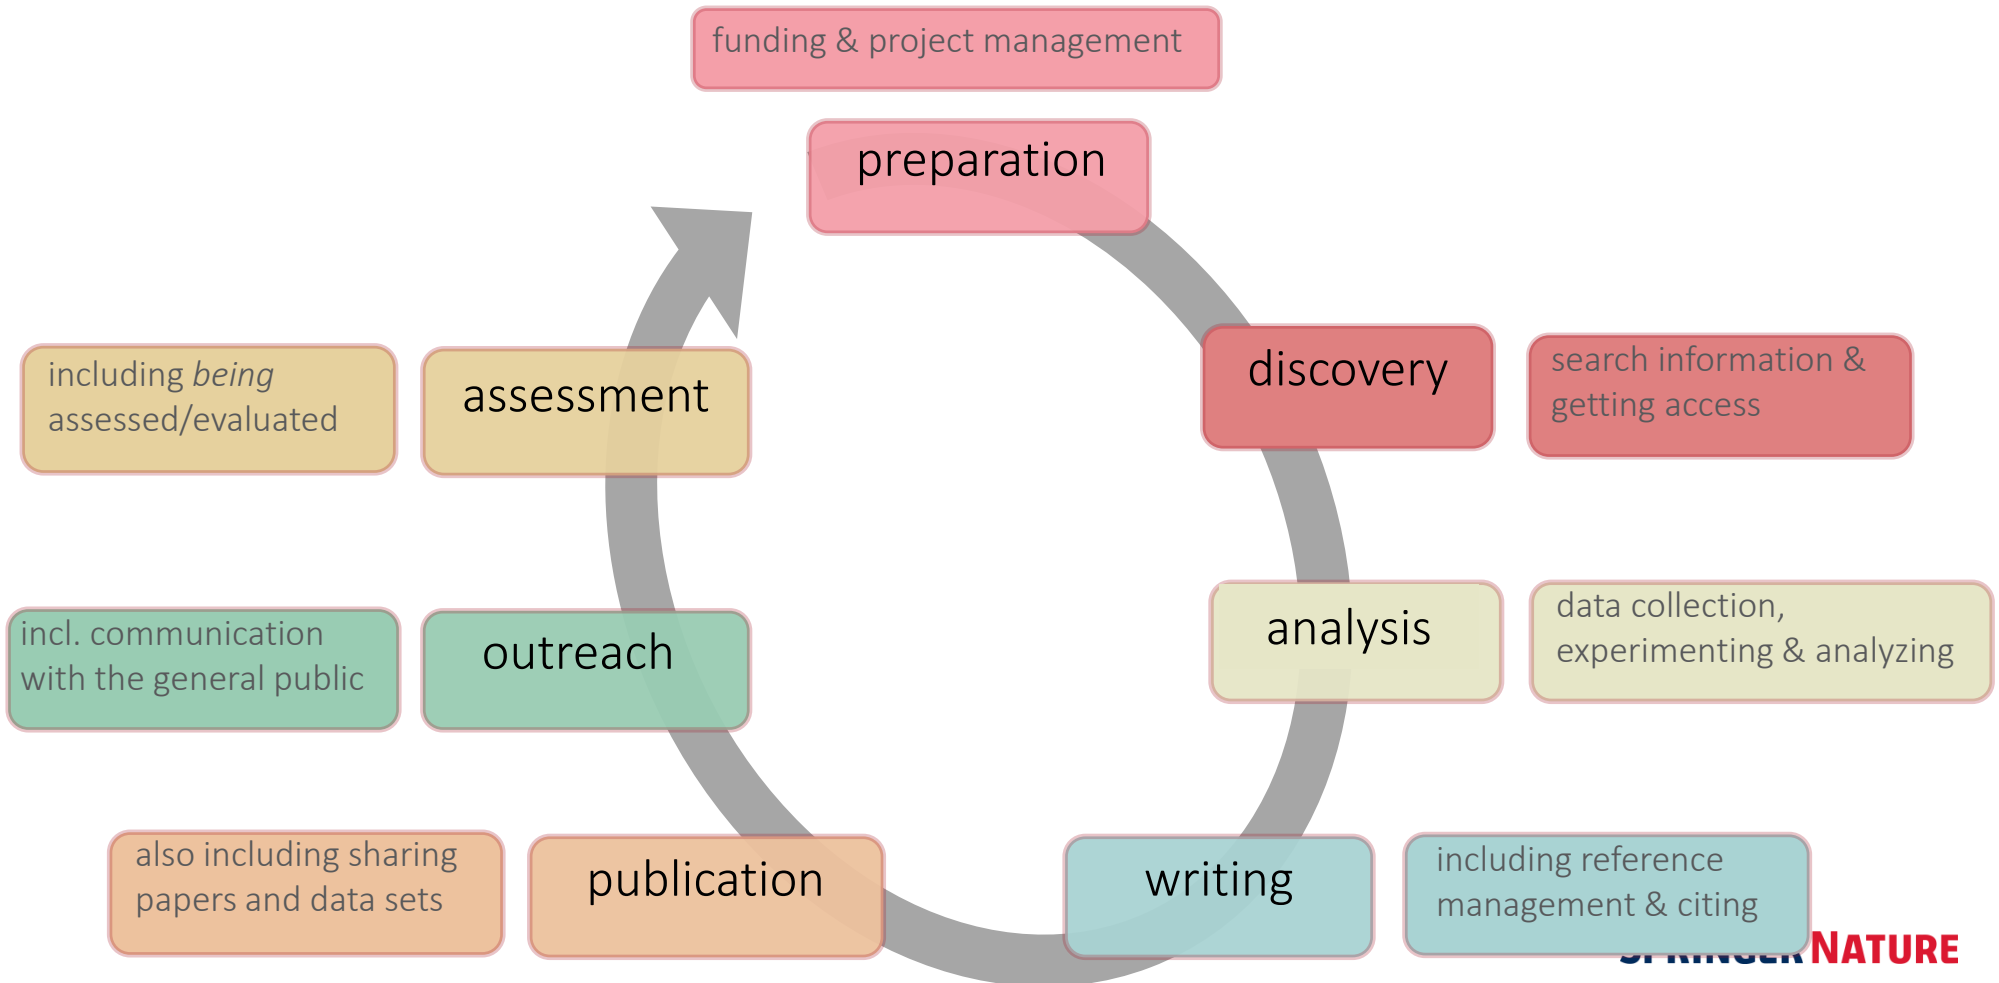 funding & project management
preparation
discovery
search information &
getting access
analysis
data collection,
experimenting & analyzing
writing
including reference
management & citing
publication
also including sharing
papers and data sets
outreach
incl. communication
with the general public
assessment
including being
assessed/evaluated
SPRINGER NATURE